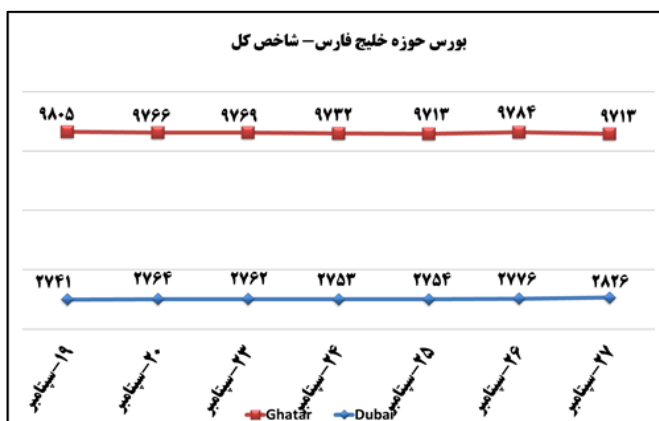 بورس حوزه خلیج فارس– شاخص کل
۹۸۰۵ ۹۷۶۶ ۹۷۶۹ ۹۷۳۲ ۹۷۱۳ ۹۷۸۴ ۹۷۱۳
۲۷۴۱ ۲۷۶۴ ۲۷۶۲ ۲۷۵۳ ۲۷۵۴ ۲۷۷۶ ۲۸۲۶
۱۹-سپتامبر ۲۰-سپتامبر ۲۳-سپتامبر ۲۴-سپتامبر ۲۵-سپتامبر ۲۶-سپتامبر ۲۷-سپتامبر
Ghatar Dubai